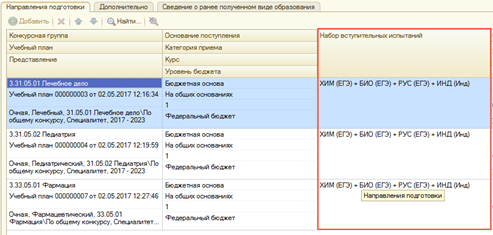 Направления подготовки Дополнительно Сведение о ранее полученном виде образования
Добавить Найти...
Конкурсная группа Основание поступления Набор вступительных испытаний
Учебный план Категория приема
Представление Курс
Уровень бюджета
3.31.05.01 Лечебное дело Бюджетная основа ХИМ (ЕГЭ) + БИО (ЕГЭ) + РУС (ЕГЭ) + ИНД (Инд)
Учебный план 000000003 от 02.05.2017 12:16:34 На общих основаниях
1
Очная, Лечебный, 31.05.01 Лечебное дело\По общему конкурсу, Специалитет, 2017 - 2023 Федеральный бюджет
3.31.05.02 Педиатрия Бюджетная основа ХИМ (ЕГЭ) + БИО (ЕГЭ) + РУС (ЕГЭ) + ИНД (Инд)
Учебный план 000000004 от 02.05.2017 12:19:59 На общих основаниях
1
Очная, Педиатрический, 31.05.02 Педиатрия\По общему конкурсу, Специалитет, 2017 - 2023 Федеральный бюджет
3.33.05.01 Фармация Бюджетная основа ХИМ (ЕГЭ) + БИО (ЕГЭ) + РУС (ЕГЭ) + ИНД (Инд)
Учебный план 000000007 от 02.05.2017 12:27:46 На общих основаниях
Направления подготовки
1
Очная, Фармацевтический, 33.05.01 Фармация\По общему конкурсу, Специалитет... Федеральный бюджет